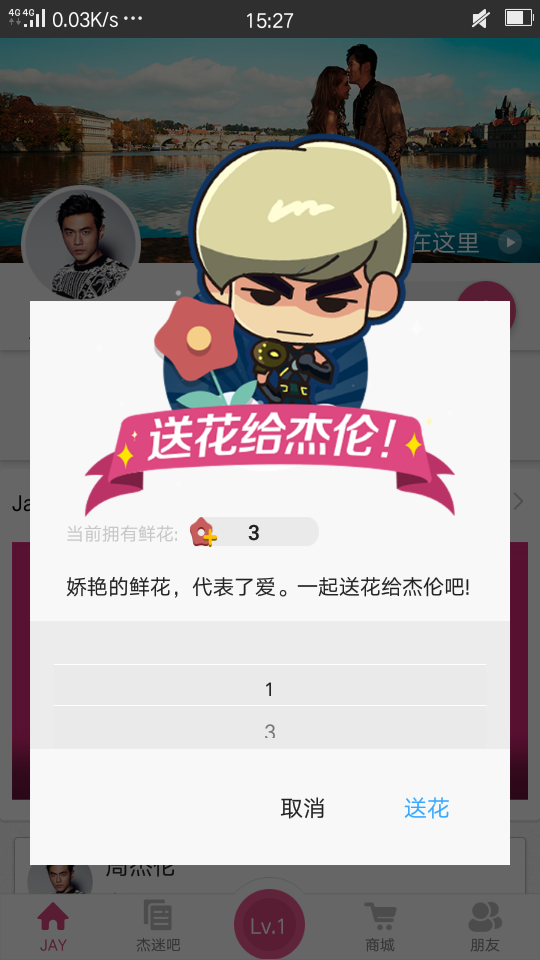 4G 4G 0.03K/s ••• 15:27
在这里
送花给杰伦!
Ja
当前拥有鲜花: 3
娇艳的鲜花，代表了爱。一起送花给杰伦吧!
1
3
取消 送花
周杰伦
JAY 杰迷吧 Lv.1 商城 朋友